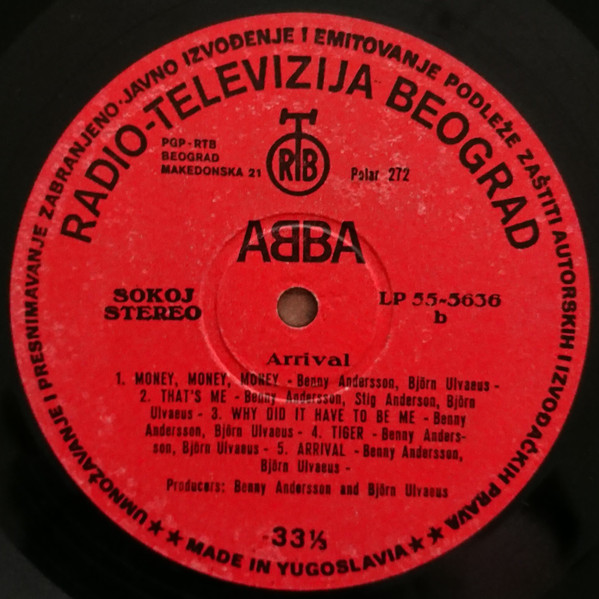 UMNOŽAVANJE I PRESNIMAVANJE ZABRANJENO·JAVNO IZVOĐENJE I EMITOVANJE PODLEŽE ZAŠTITI AUTORSKIH I IZVOĐAČKIH PRAVA
RADIO-TELEVIZIJA BEOGRAD
PGP-RTB
BEOGRAD
MAKEDONSKA 21
RTB
Polar 272
ABBA
SOKOJ
STEREO
LP 55-5636
b
Arrival
1. MONEY, MONEY, MONEY - Benny Andersson, Björn Ulvaeus -
2. THAT'S ME - Benny Andersson, Stig Anderson, Björn
Ulvaeus - 3. WHY DID IT HAVE TO BE ME - Benny
Andersson, Björn Ulvaeus - 4. TIGER - Benny Anders-
son, Björn Ulvaeus - 5. ARRIVAL - Benny Andersson,
Björn Ulvaeus -
Producers: Benny Andersson and Björn Ulvaeus
33⅓
★★ MADE IN YUGOSLAVIA ★★